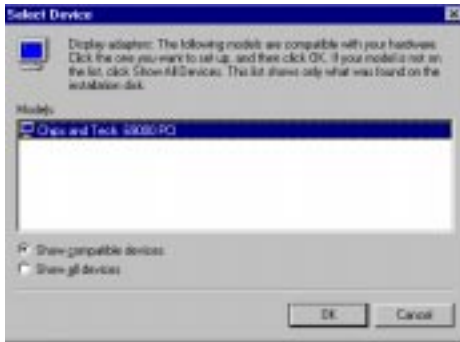 Select Device
Display adapters: The following models are compatible with your hardware.
Click the one you want to set up, and then click OK. If your model is not on
the list, click Show All Devices. This list shows only what was found on the
installation disk.
Models:
Chips and Tech. 69000 PCI
Show compatible devices
Show all devices
OK
Cancel